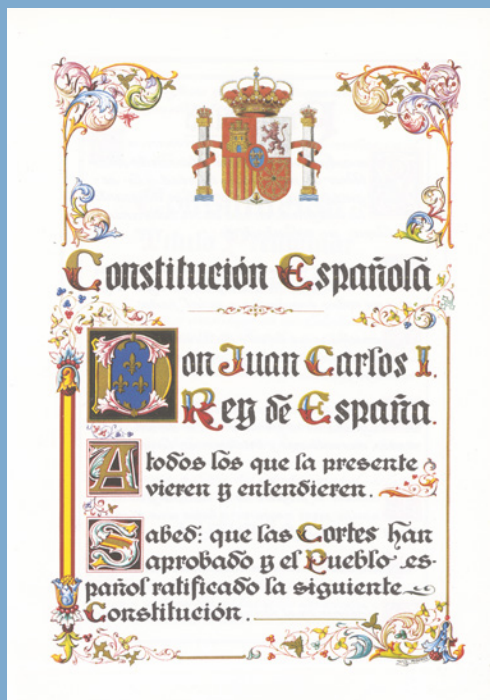 Constitución Española
Don Juan Carlos I.
Rey de España.
A todos los que la presente
vieren y entendieren.
Sabed: que las Cortes han
aprobado y el Pueblo es-
pañol ratificado la siguiente
Constitución.